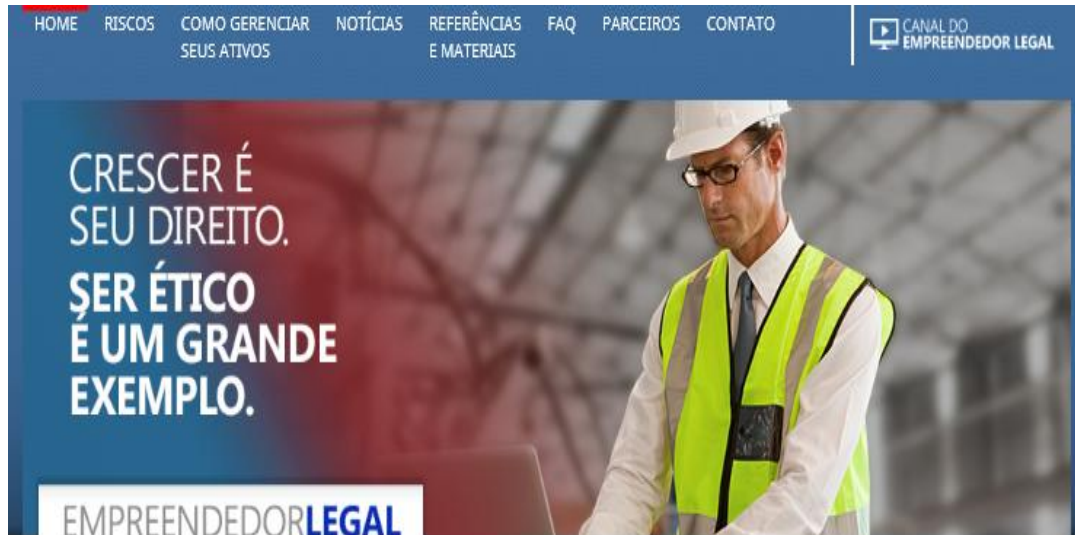 HOME RISCOS COMO GERENCIAR NOTÍCIAS REFERÊNCIAS FAQ PARCEIROS CONTATO
SEUS ATIVOS E MATERIAIS
CANAL DO
EMPREENDEDOR LEGAL
CRESCER É
SEU DIREITO.
SER ÉTICO
É UM GRANDE
EXEMPLO.
EMPREENDEDORLEGAL